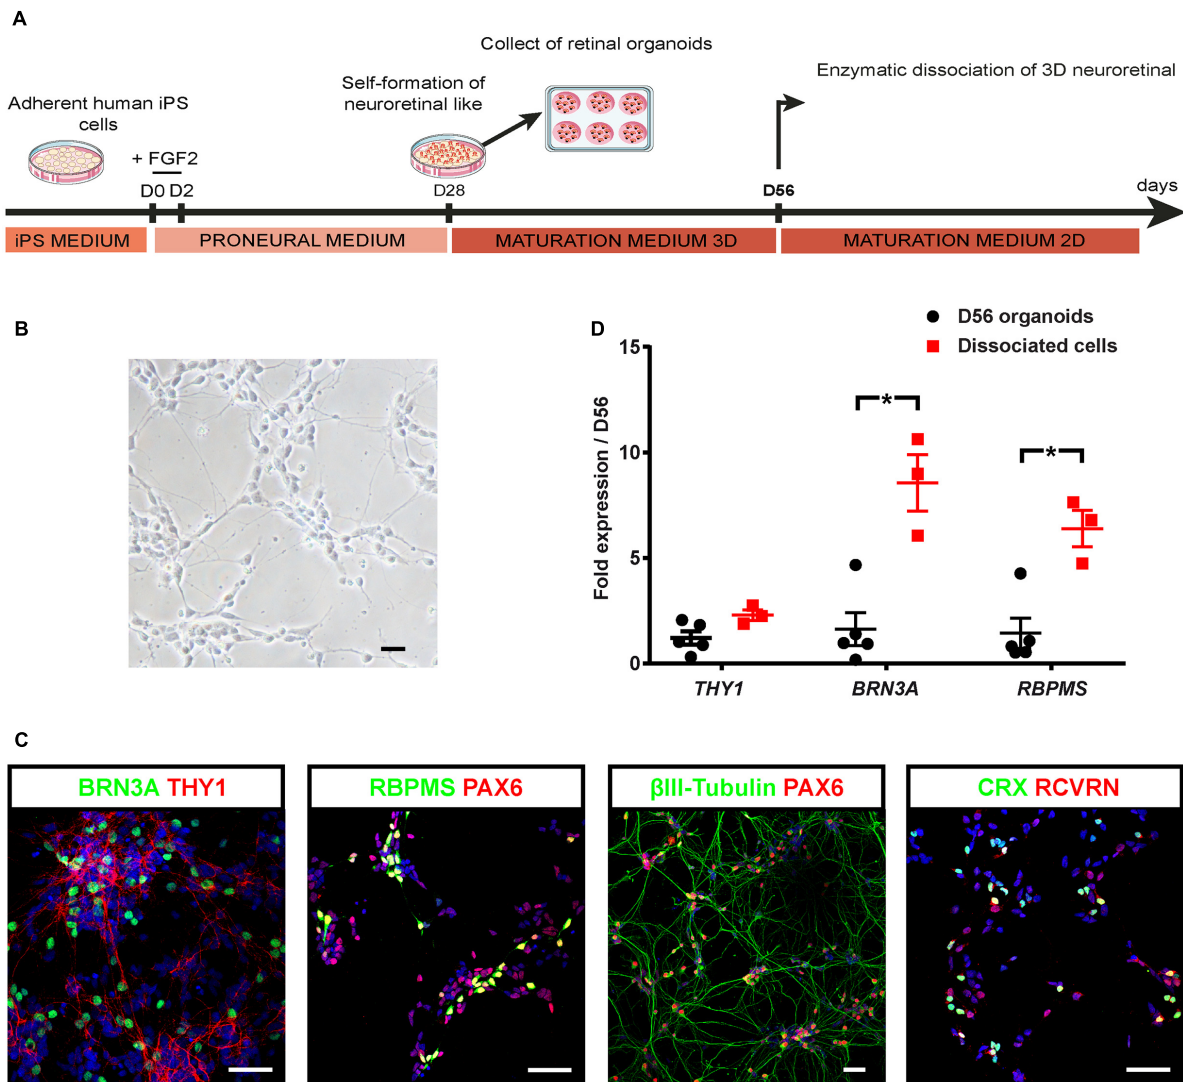 A
Collect of retinal organoids
Enzymatic dissociation of 3D neuroretinal
Self-formation of
neuroretinal like
Adherent human iPS
cells
+ FGF2
D0 D2
D28
D56
days
iPS MEDIUM
PRONEURAL MEDIUM
MATURATION MEDIUM 3D
MATURATION MEDIUM 2D
B
D
D56 organoids
Dissociated cells
Fold expression / D56
15
10
5
0
*
*
THY1
BRN3A
RBPMS
C
BRN3A THY1
RBPMS PAX6
βIII-Tubulin PAX6
CRX RCVRN